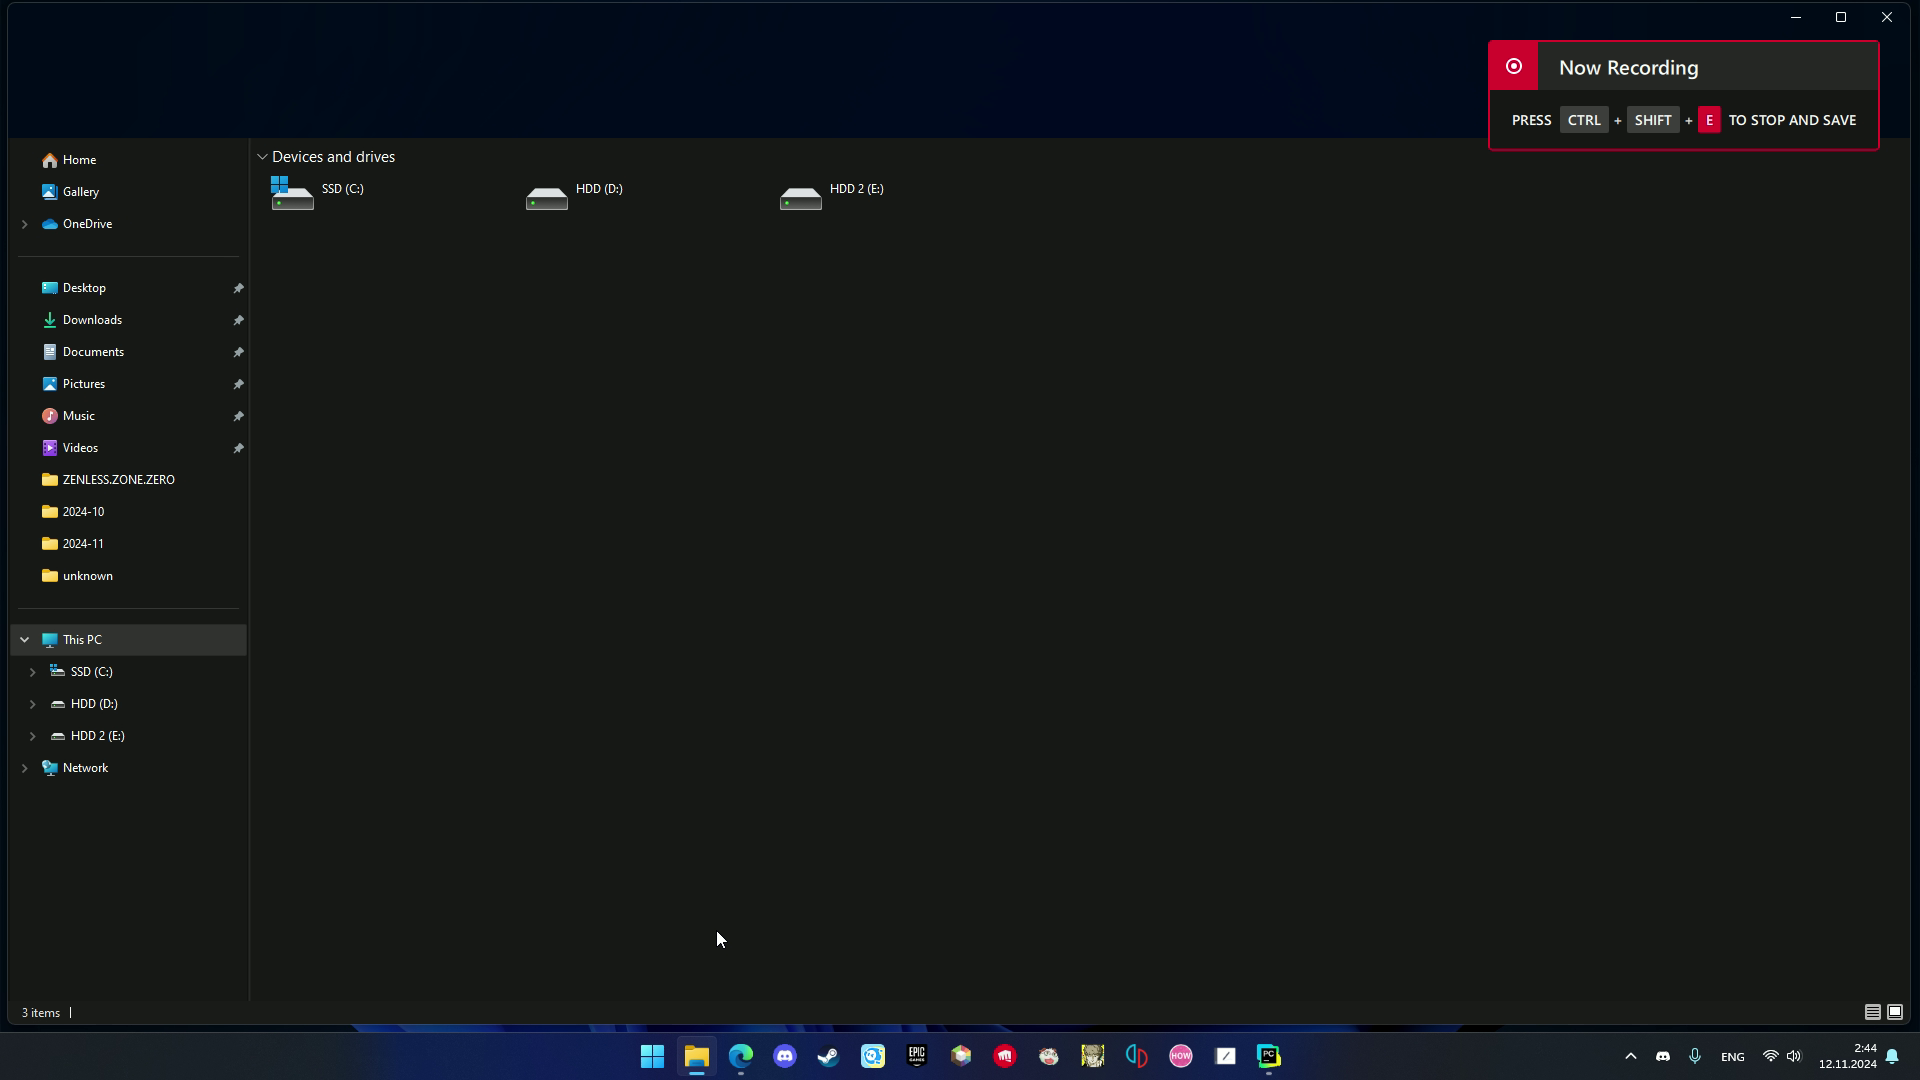 Now Recording
PRESS CTRL + SHIFT + E TO STOP AND SAVE
Home
Gallery
OneDrive
Desktop
Downloads
Documents
Pictures
Music
Videos
ZENLESS.ZONE.ZERO
2024-10
2024-11
unknown
This PC
SSD (C:)
HDD (D:)
HDD 2 (E:)
Network
Devices and drives
SSD (C:)
HDD (D:)
HDD 2 (E:)
3 items
EPIC
GAMES
HOW
PC
ENG
2:44
12.11.2024